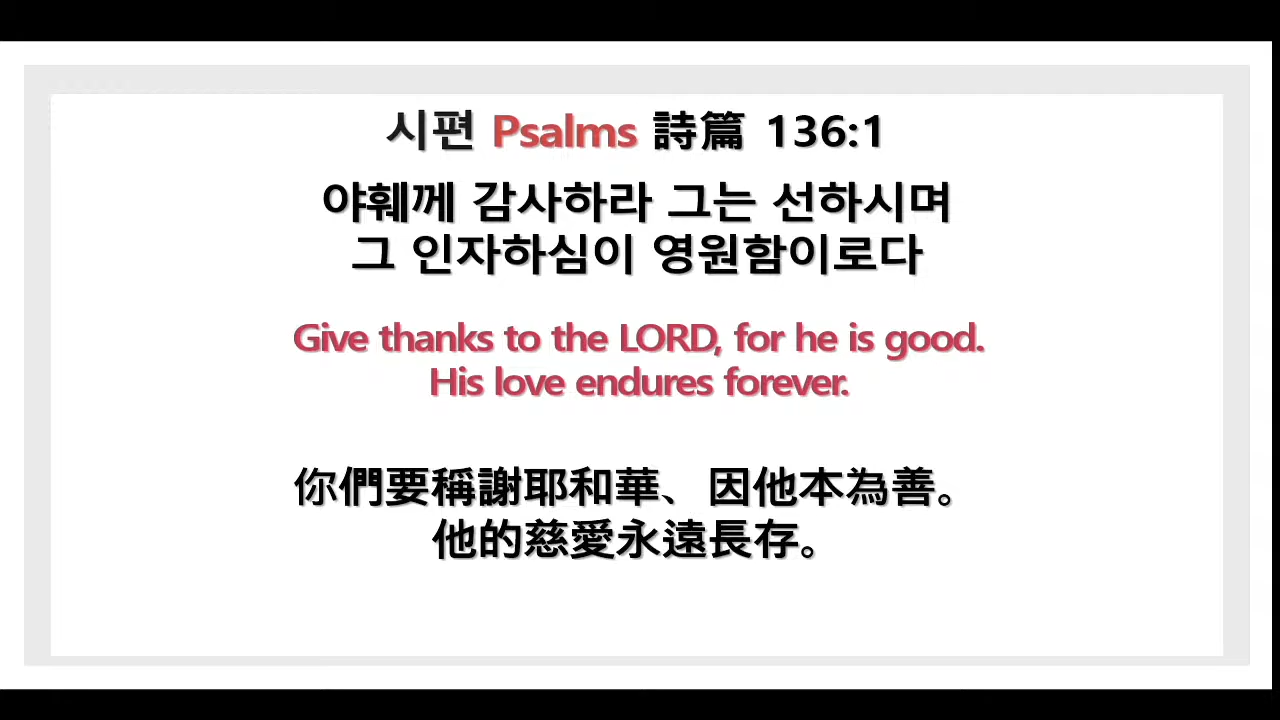 시편 Psalms 詩篇 136:1
야훼께 감사하라 그는 선하시며
그 인자하심이 영원함이로다
Give thanks to the LORD, for he is good.
His love endures forever.
你們要稱謝耶和華、因他本為善。
他的慈愛永遠長存。